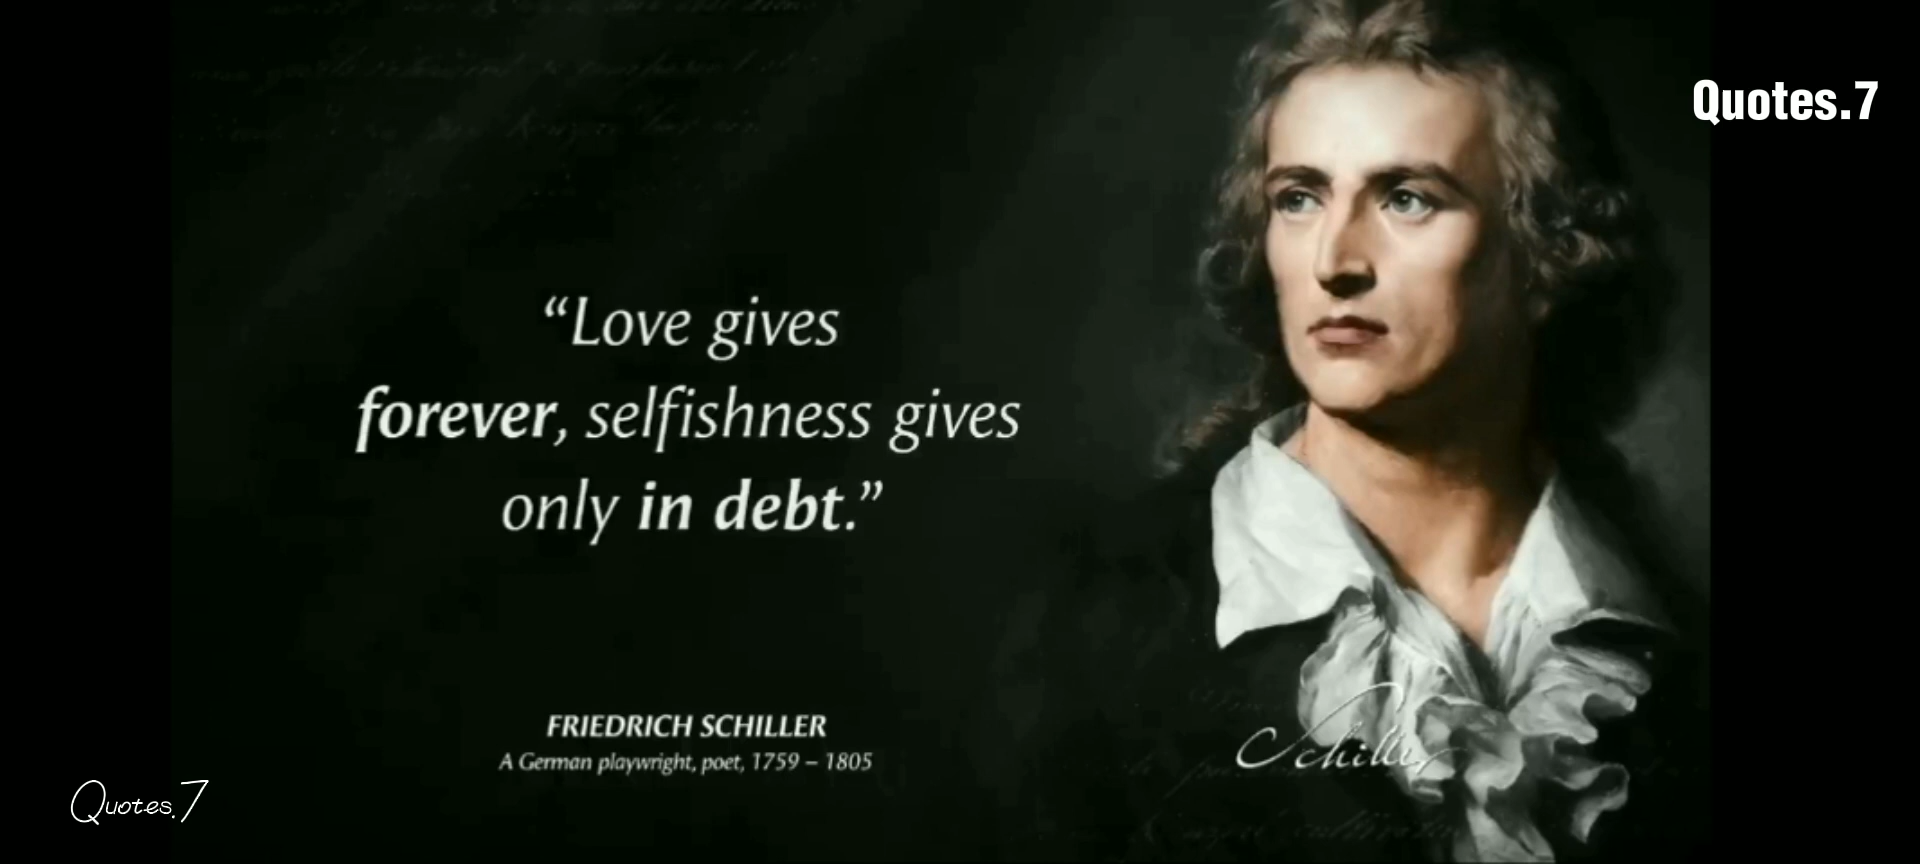 Quotes.7
“Love gives
forever, selfishness gives
only in debt.”
FRIEDRICH SCHILLER
A German playwright, poet, 1759 – 1805
Schiller
Quotes.7